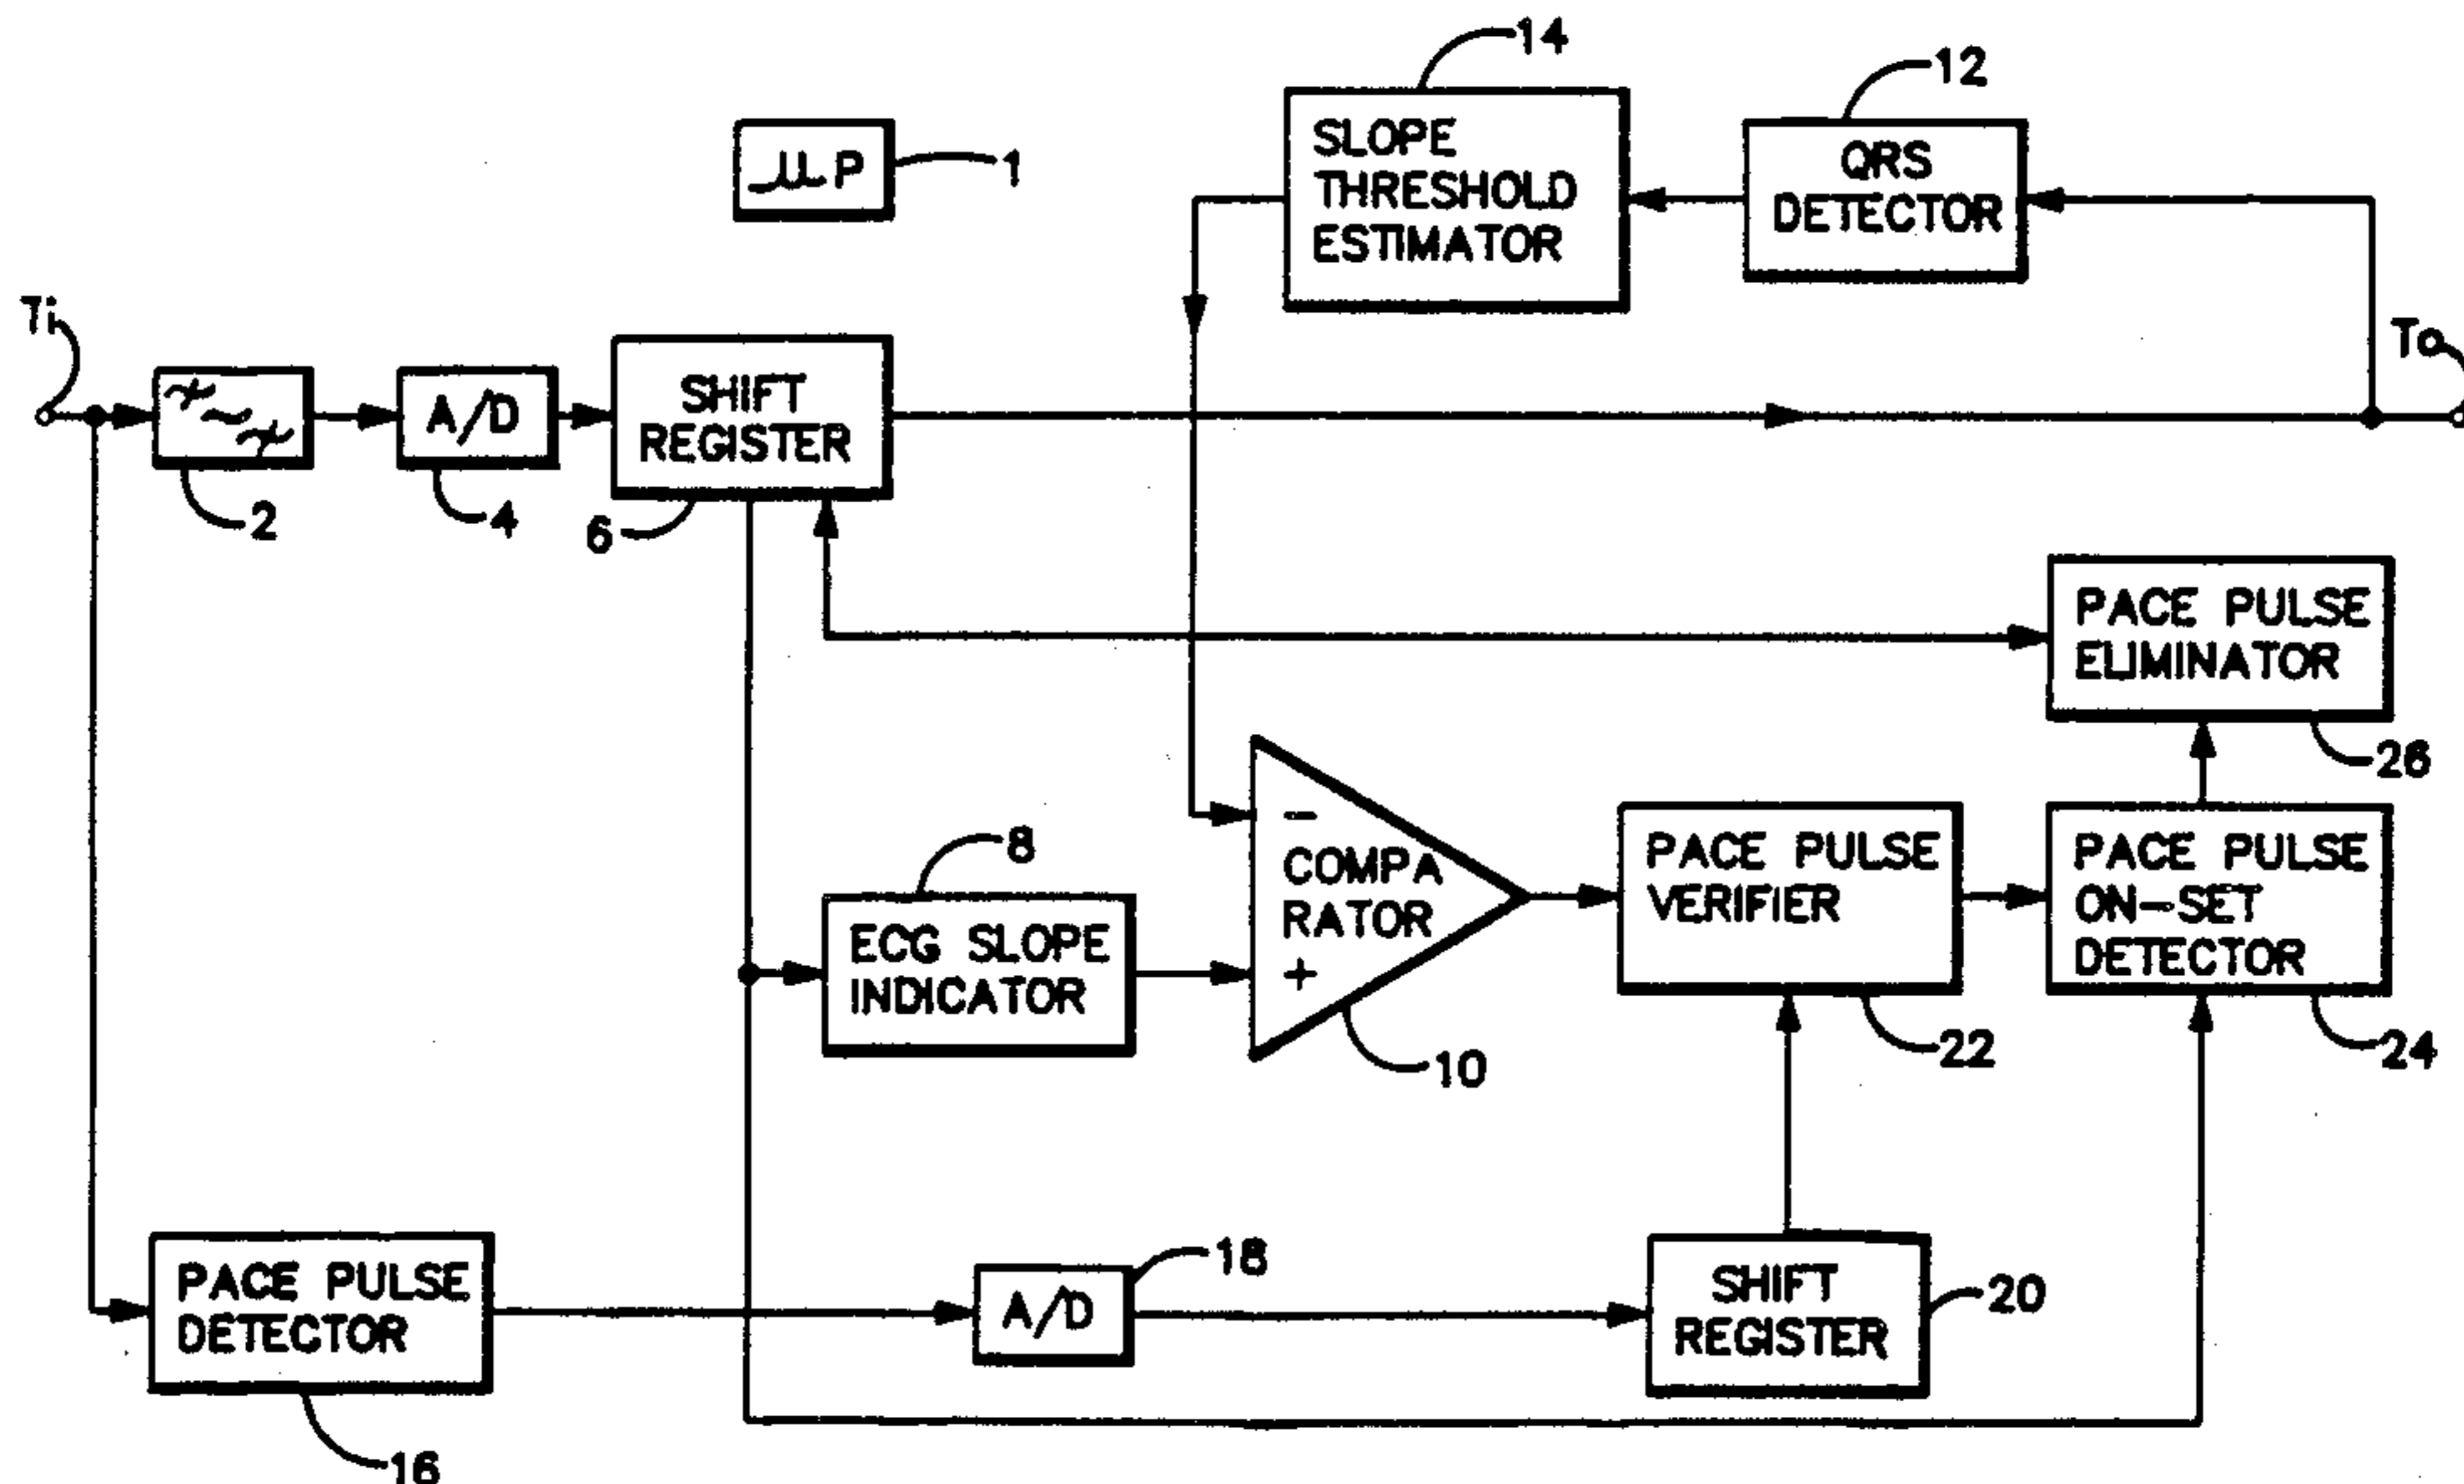 14
12
SLOPE
THRESHOLD
ESTIMATOR
QRS
DETECTOR
µP
1
Ti
To
A/D
SHIFT
REGISTER
2
4
6
PACE PULSE
ELIMINATOR
26
8
ECG SLOPE
INDICATOR
-
COMPA
RATOR
+
10
PACE PULSE
VERIFIER
22
PACE PULSE
ON-SET
DETECTOR
24
PACE PULSE
DETECTOR
16
A/D
18
SHIFT
REGISTER
20